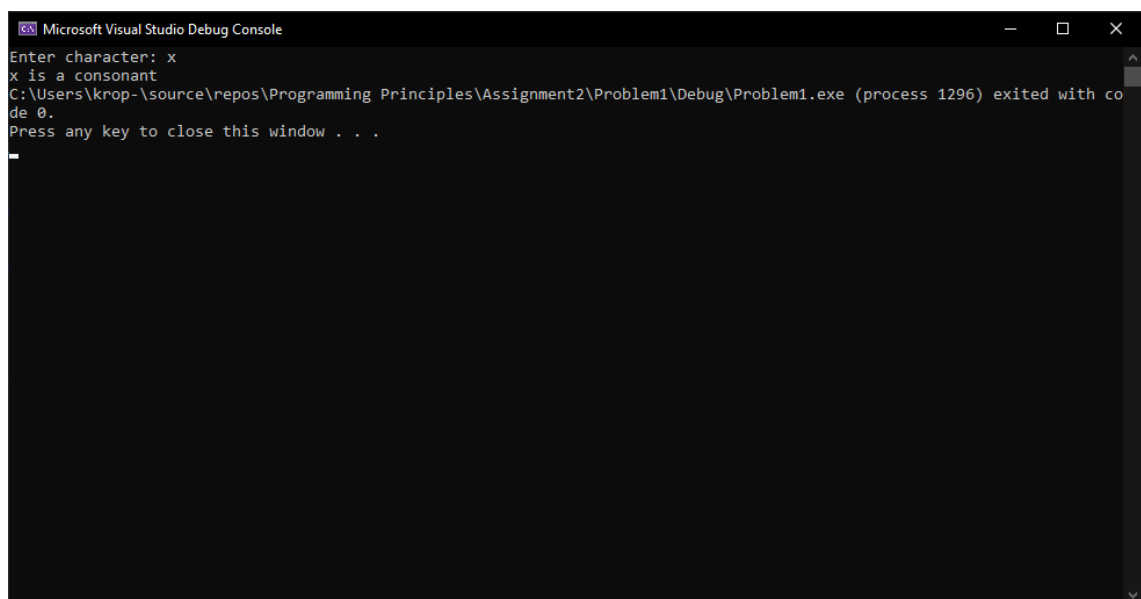 Microsoft Visual Studio Debug Console
Enter character: x
x is a consonant
C:\Users\krop-\source\repos\Programming Principles\Assignment2\Problem1\Debug\Problem1.exe (process 1296) exited with co
de 0.
Press any key to close this window . . .